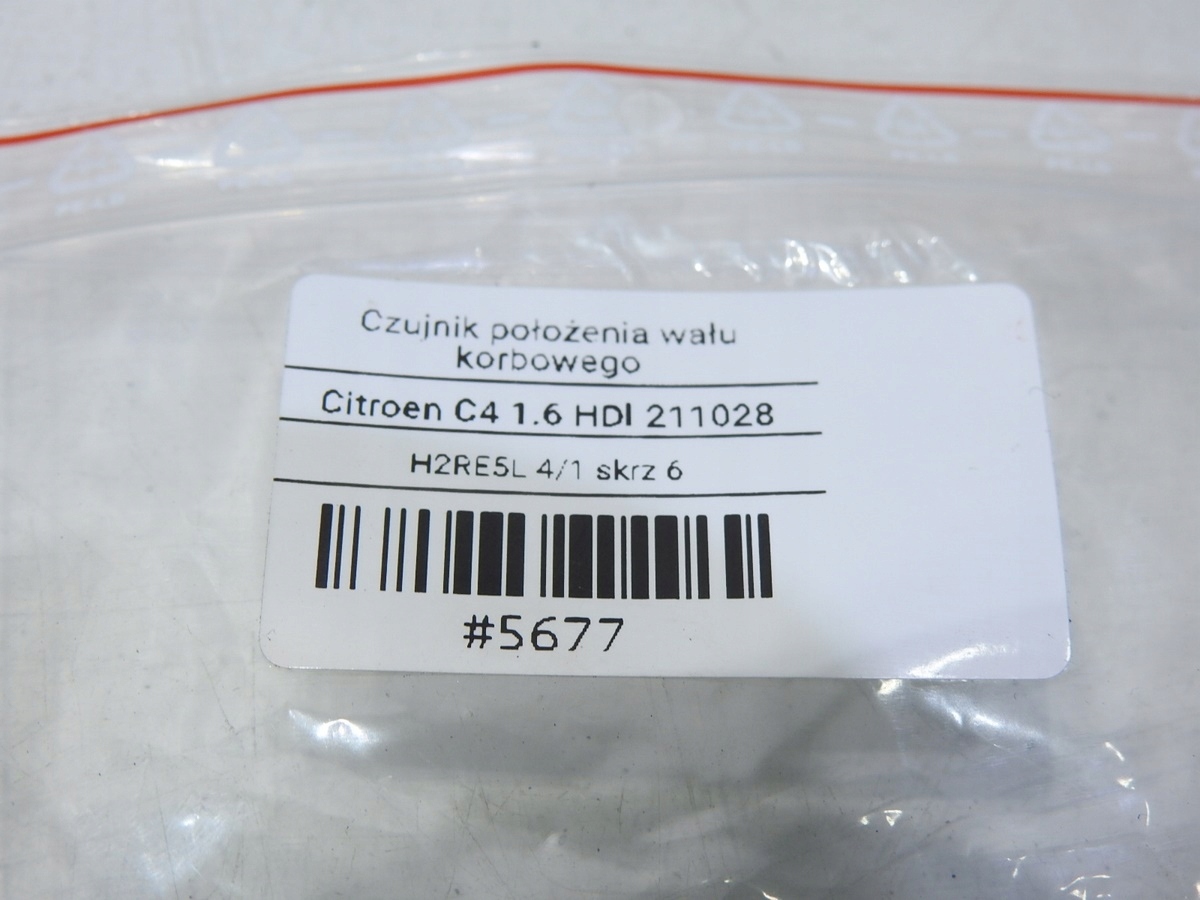 Czujnik położenia wału
korbowego
Citroen C4 1.6 HDI 211028
H2RE5L 4/1 skrz 6
#5677